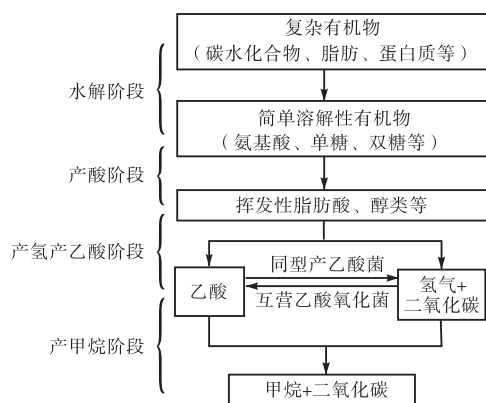 复杂有机物
（碳水化合物、脂肪、蛋白质等）
水解阶段
简单溶解性有机物
（氨基酸、单糖、双糖等）
产酸阶段
挥发性脂肪酸、醇类等
产氢产乙酸阶段
同型产乙酸菌
乙酸
互营乙酸氧化菌
氢气+
二氧化碳
产甲烷阶段
甲烷+二氧化碳